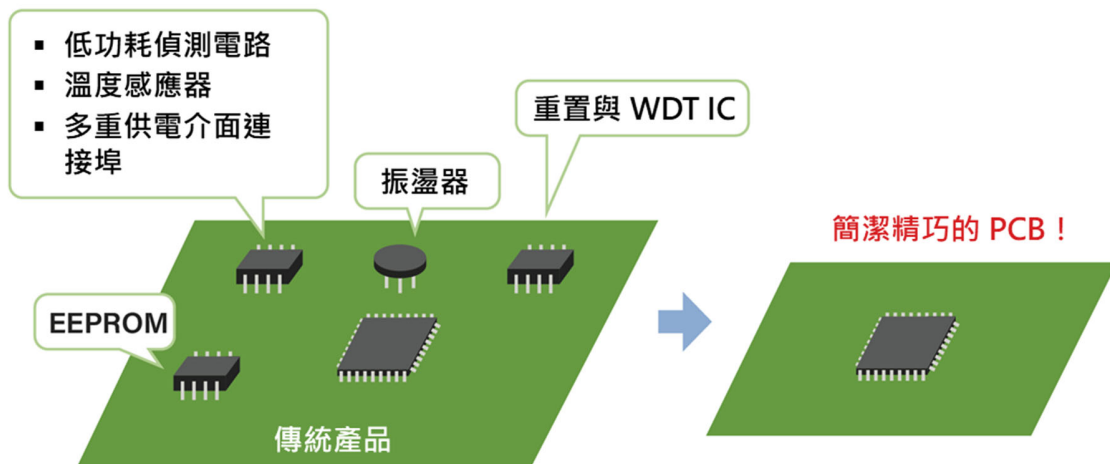 ▪ 低功耗偵測電路
▪ 溫度感應器
▪ 多重供電介面連
接埠
重置與 WDT IC
振盪器
簡潔精巧的 PCB！
EEPROM
傳統產品